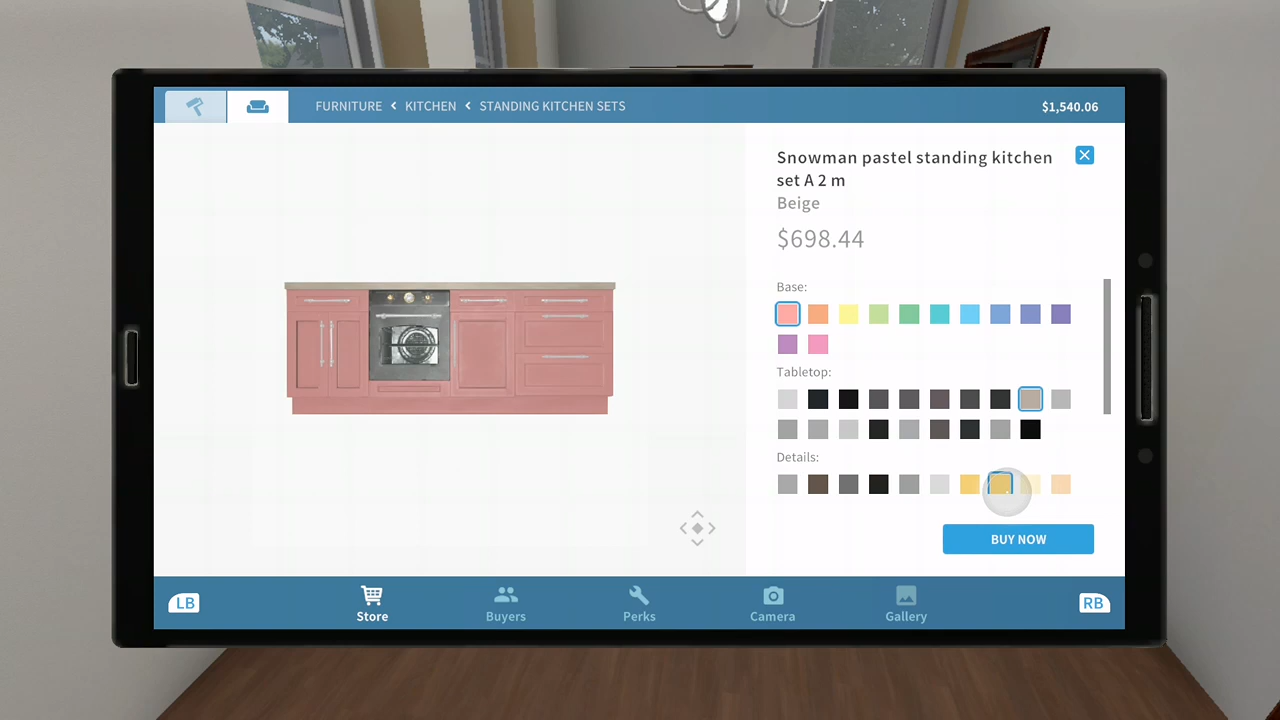 FURNITURE < KITCHEN < STANDING KITCHEN SETS
$1,540.06
Snowman pastel standing kitchen
set A 2 m
Beige
$698.44
Base:
Tabletop:
Details:
BUY NOW
LB
Store
Buyers
Perks
Camera
Gallery
RB